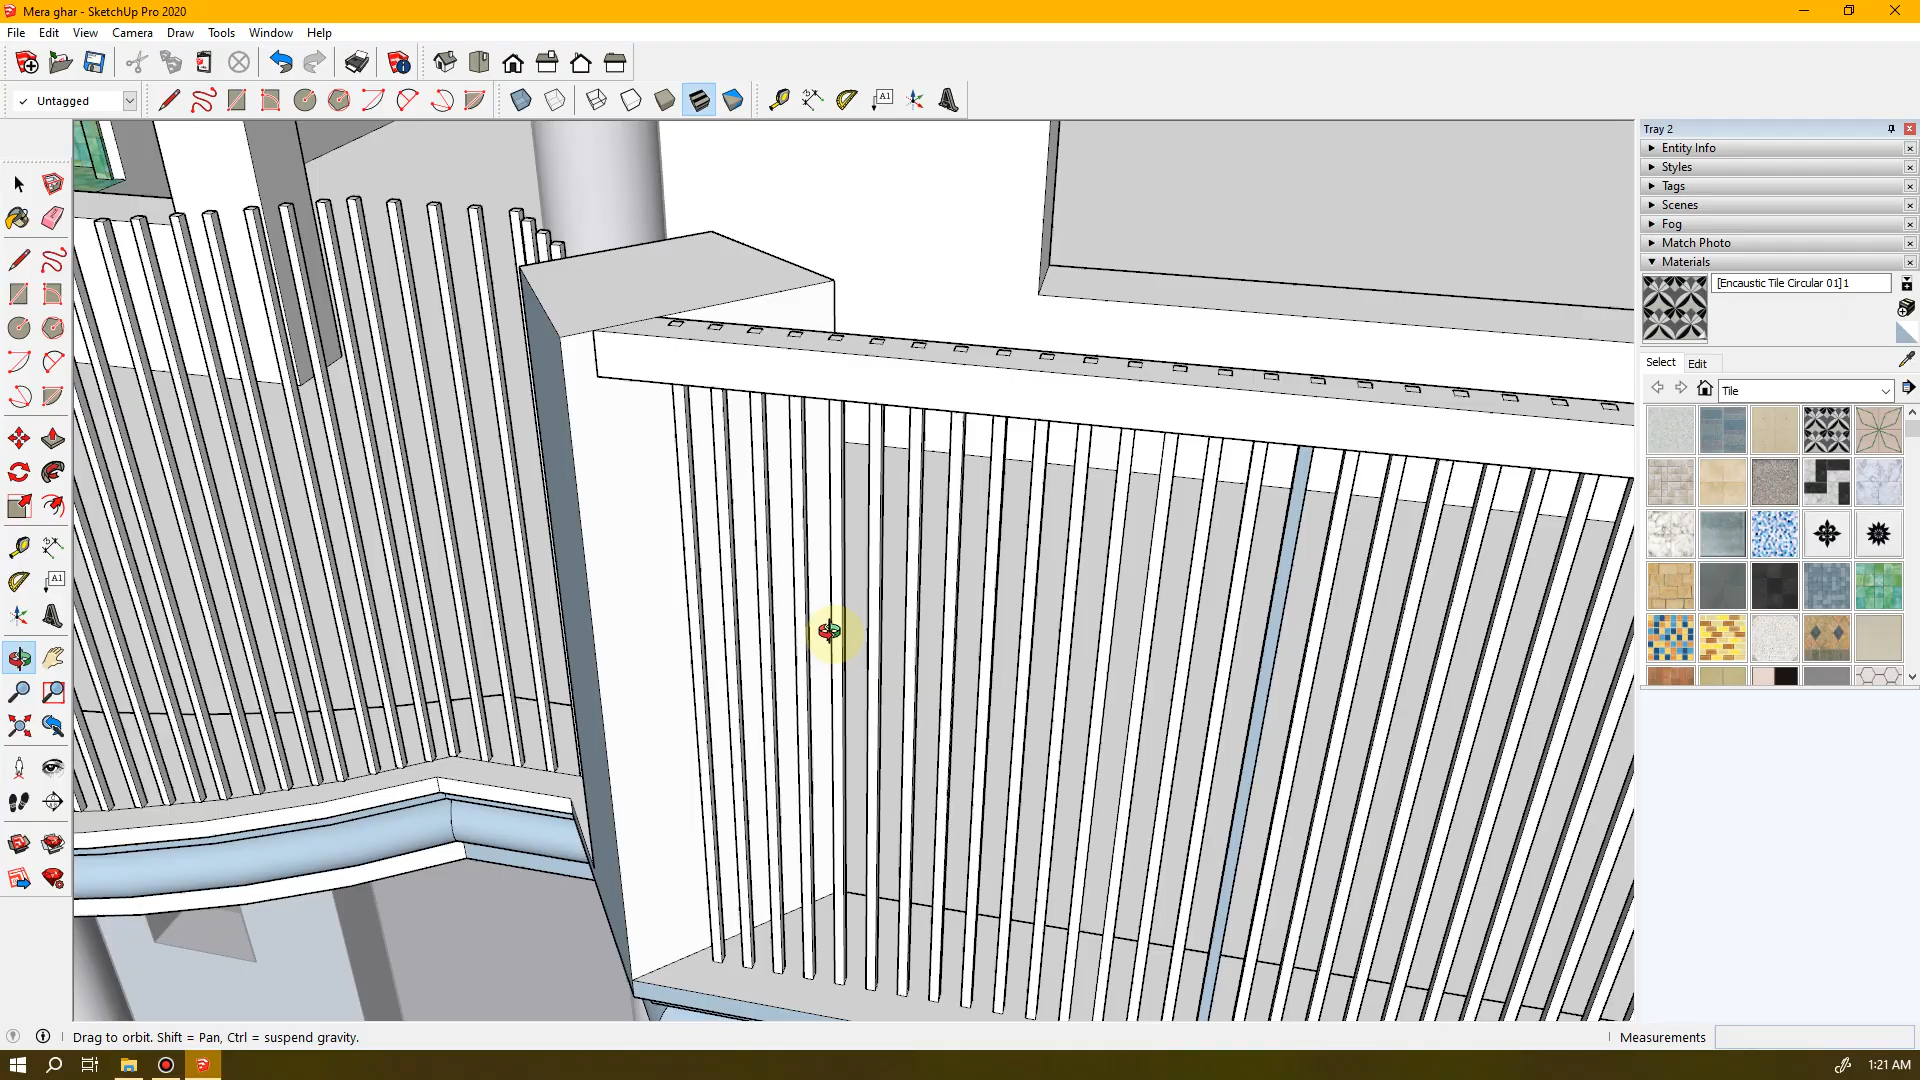 Mera ghar - SketchUp Pro 2020
File Edit View Camera Draw Tools Window Help
Untagged
A1
Tray 2
Entity Info
Styles
Tags
Scenes
Fog
Match Photo
Materials
[Encaustic Tile Circular 01]1
Select Edit
Tile
A1
Drag to orbit. Shift = Pan, Ctrl = suspend gravity.
Measurements
1:21 AM